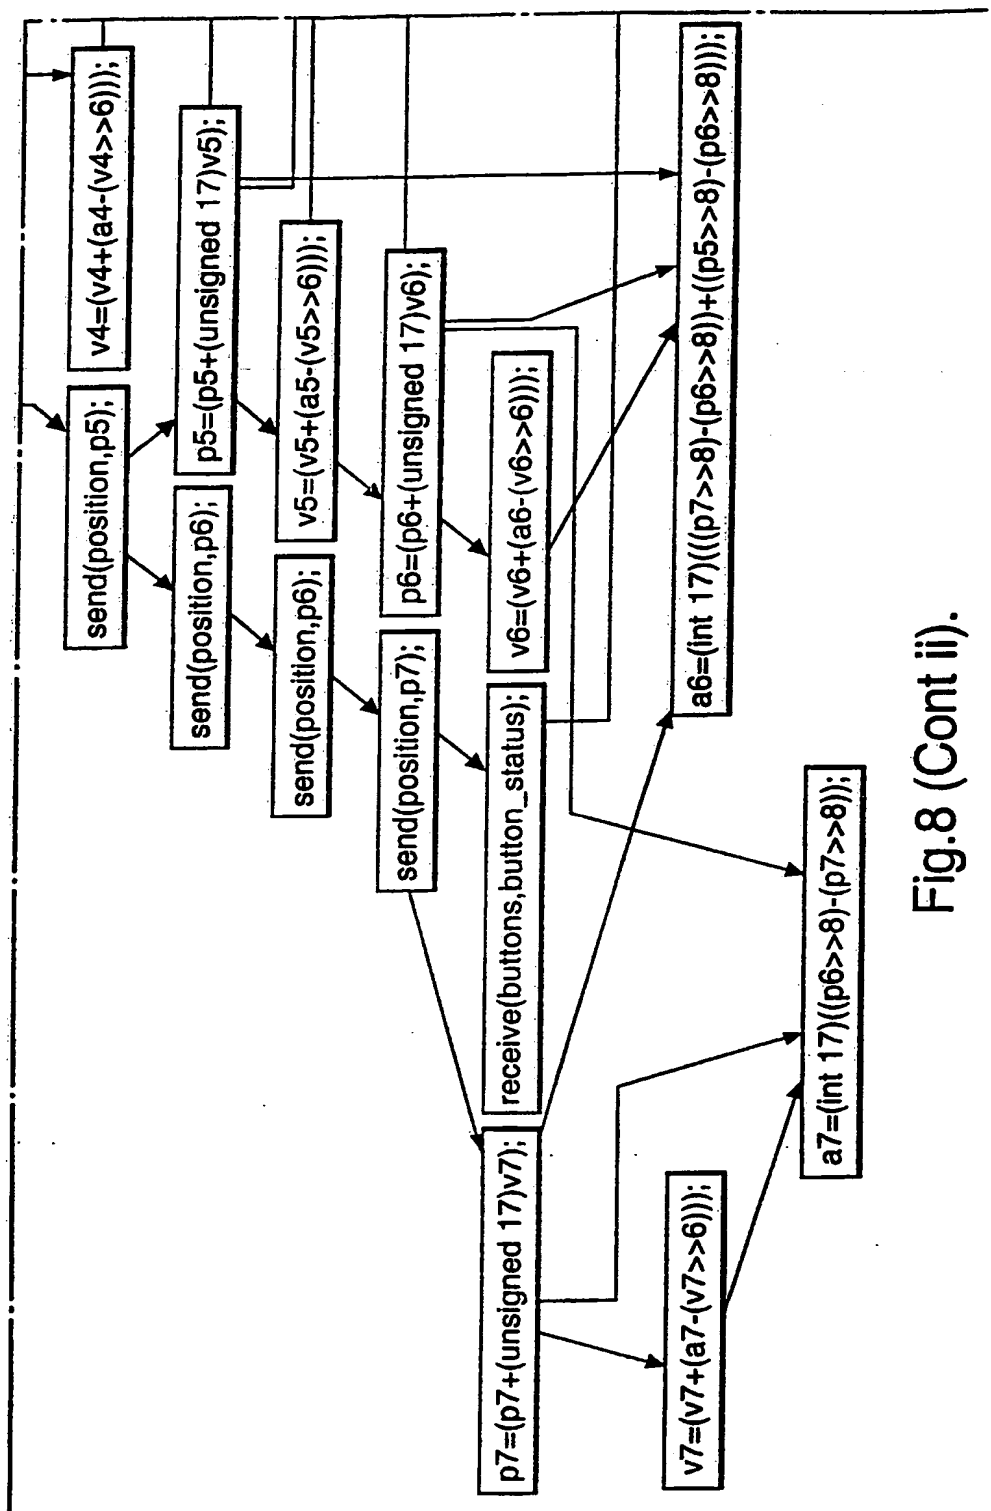 send(position,p5);
v4=(v4+(a4-(v4>>6)));
send(position,p6);
p5=(p5+(unsigned 17)v5);
send(position,p6);
v5=(v5+(a5-(v5>>6)));
send(position,p7);
p6=(p6+(unsigned 17)v6);
p7=(p7+(unsigned 17)v7);
receive(buttons,button_status);
v6=(v6+(a6-(v6>>6)));
v7=(v7+(a7-(v7>>6)));
a6=(int 17)(((p7>>8)-(p6>>8))+((p5>>8)-(p6>>8)));
a7=(int 17)((p6>>8)-(p7>>8));
Fig.8 (Cont ii).